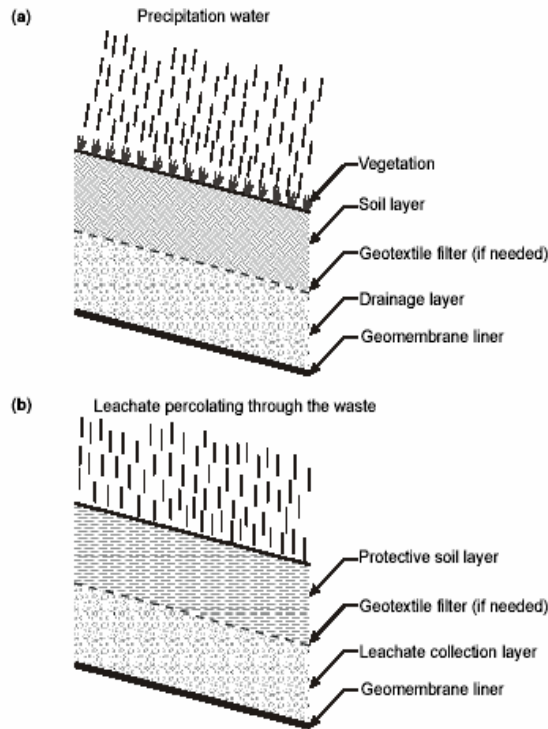 (a)
Precipitation water
Vegetation
Soil layer
Geotextile filter (if needed)
Drainage layer
Geomembrane liner
(b)
Leachate percolating through the waste
Protective soil layer
Geotextile filter (if needed)
Leachate collection layer
Geomembrane liner